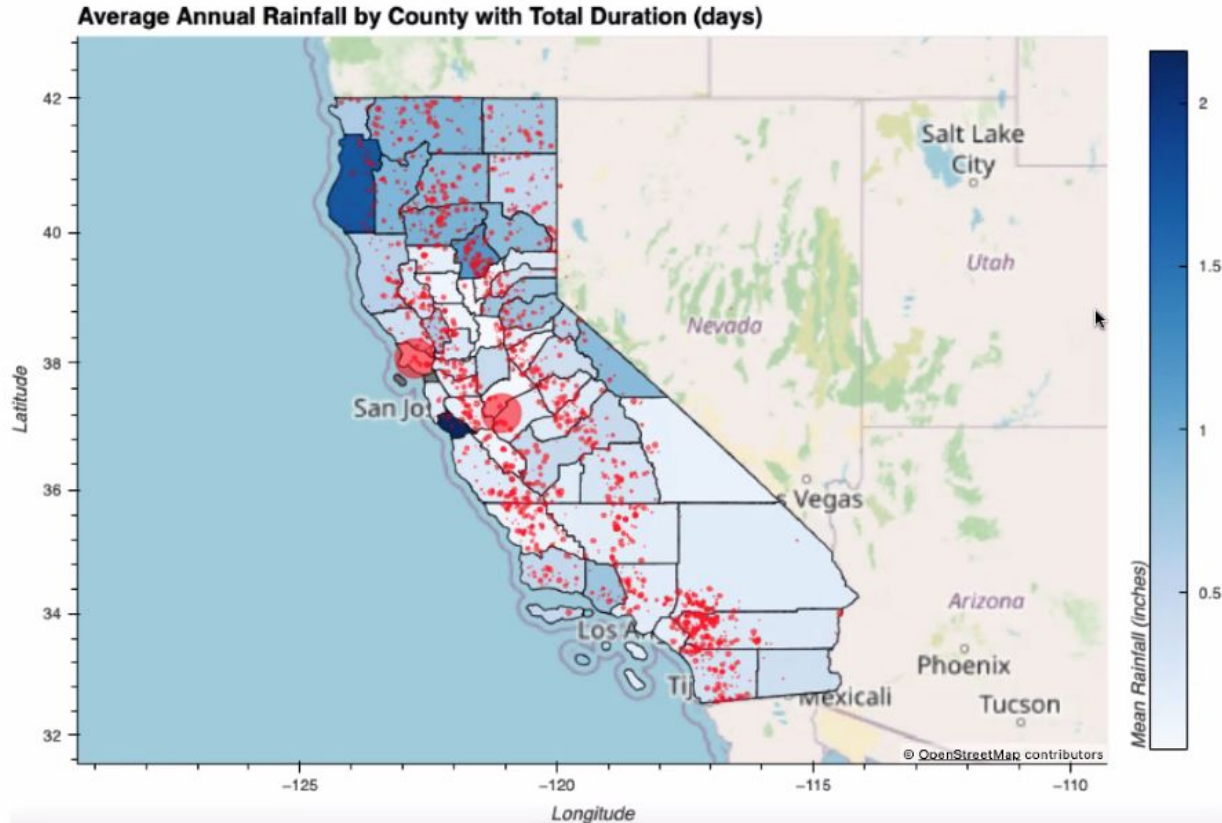 Average Annual Rainfall by County with Total Duration (days)
42
40
38
36
34
32
Latitude
−125
−120
−115
−110
Longitude
Salt Lake
City
Utah
Nevada
San Jo
s Vegas
Arizona
Los A
Phoenix
Tij
Mexicali
Tucson
© OpenStreetMap contributors
2
1.5
1
0.5
Mean Rainfall (inches)